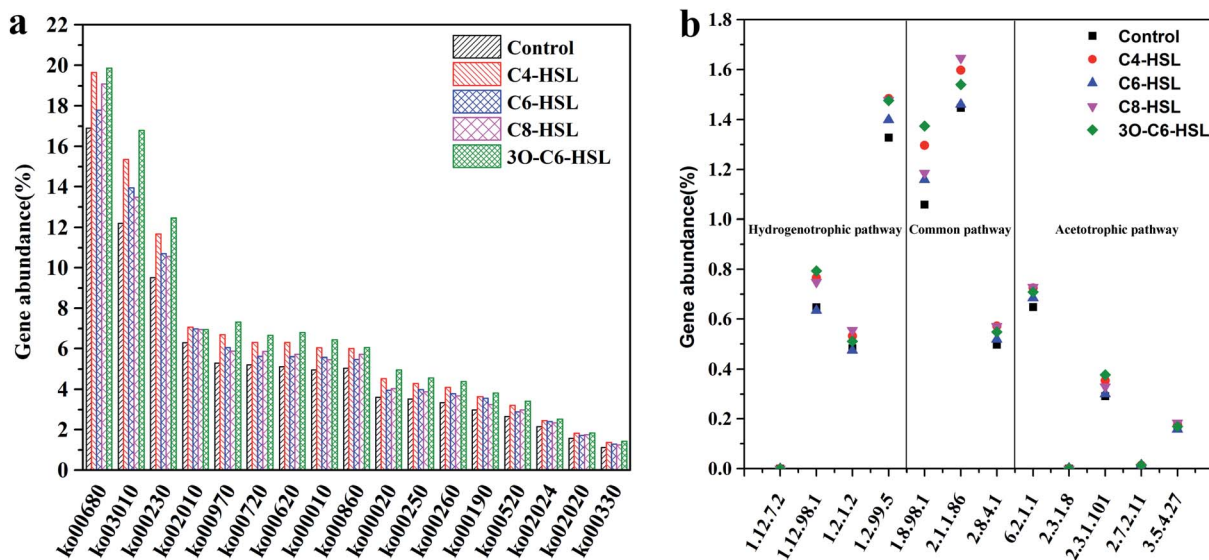 a
Gene abundance(%)
22
20
18
16
14
12
10
8
6
4
2
0
Control
C4-HSL
C6-HSL
C8-HSL
3O-C6-HSL
ko00680
ko03010
ko00230
ko02010
ko00970
ko00720
ko00620
ko00010
ko00860
ko00020
ko00250
ko00260
ko00190
ko00520
ko02024
ko02020
ko00330
b
Gene abundance(%)
1.8
1.6
1.4
1.2
1.0
0.8
0.6
0.4
0.2
0.0
Control
C4-HSL
C6-HSL
C8-HSL
3O-C6-HSL
Hydrogenotrophic pathway
Common pathway
Acetotrophic pathway
1.12.7.2
1.12.98.1
1.2.1.2
1.2.99.5
1.8.98.1
2.1.1.86
2.8.4.1
6.2.1.1
2.3.1.8
2.3.1.101
2.7.2.11
3.5.4.27